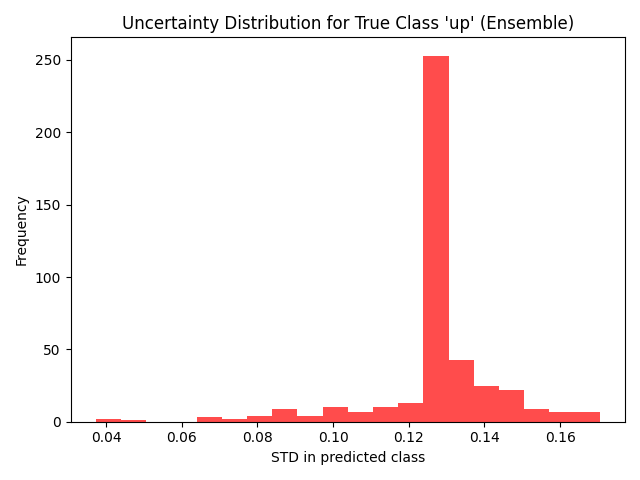 Uncertainty Distribution for True Class 'up' (Ensemble)
250
200
150
100
50
0
Frequency
0.04 0.06 0.08 0.10 0.12 0.14 0.16
STD in predicted class